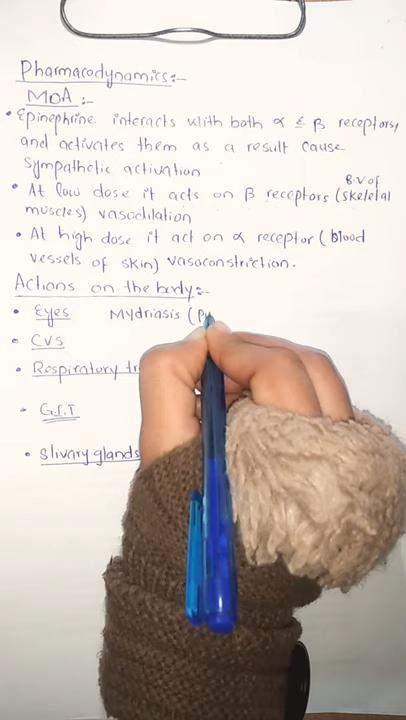 Pharmacodynamics:-
MOA :-
• Epinephrine interacts with both α & β receptors,
and activates them as a result cause
sympathetic activation
B.V of
• At low dose it acts on β receptors (skeletal
muscles) vasodilation
• At high dose it act on α receptor (blood
vessels of skin) vasoconstriction.
Actions on the body:-
• Eyes Mydriasis (Pu
• CVS
• Respiratory tr
• G.I.T
• Slivary glands